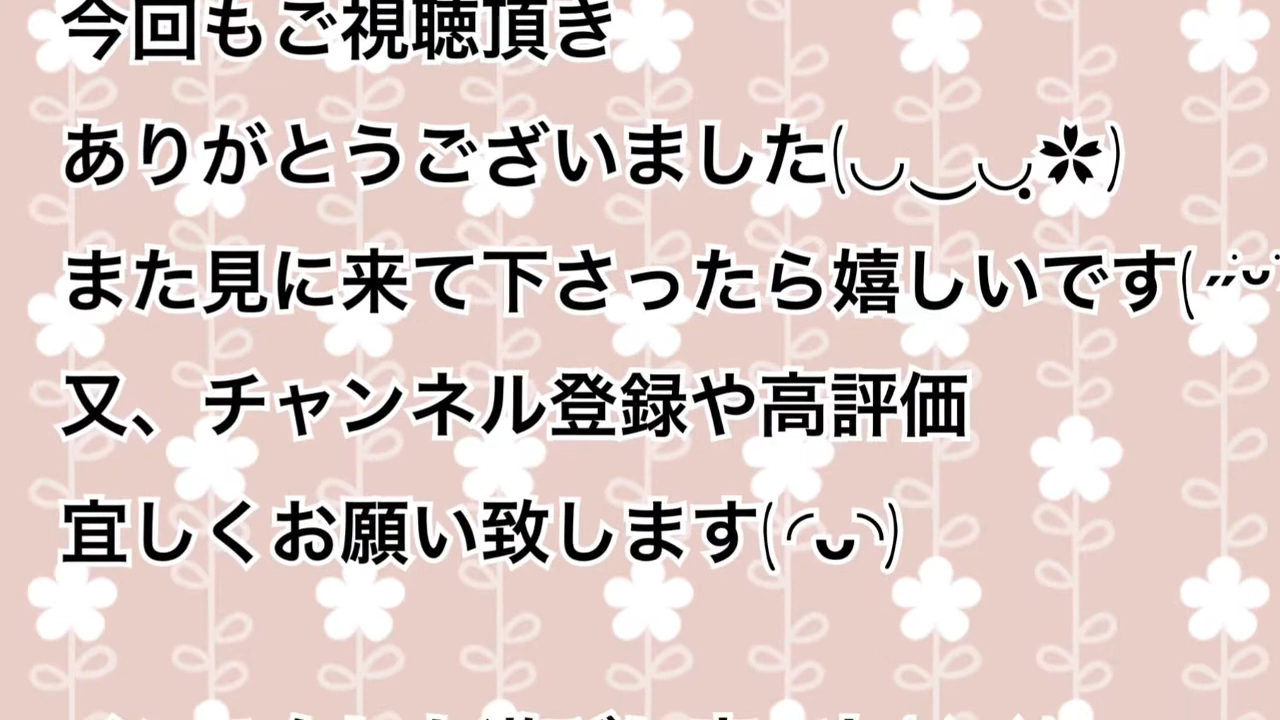 今回もご視聴頂き
ありがとうございました(◡‿◡ฺ✿)
また見に来て下さったら嬉しいです(
又、チャンネル登録や高評価
宜しくお願い致します(◜ᴗ◝)